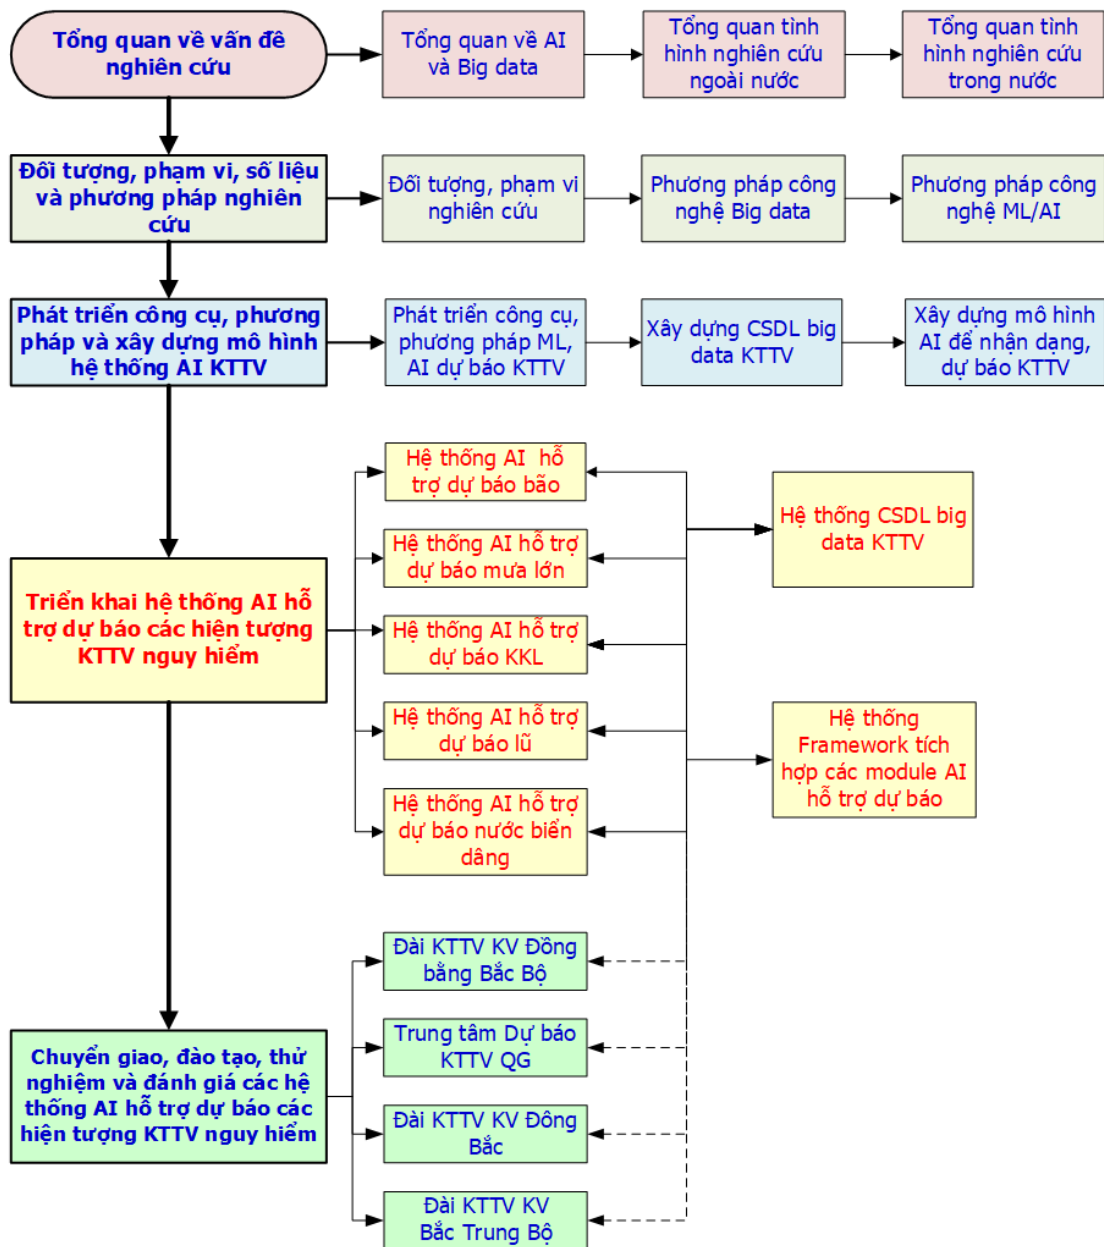 Tổng quan về vấn đề
nghiên cứu
Tổng quan về AI
và Big data
Tổng quan tình
hình nghiên cứu
ngoài nước
Tổng quan tình
hình nghiên cứu
trong nước
Đối tượng, phạm vi, số liệu
và phương pháp nghiên
cứu
Đối tượng, phạm vi
nghiên cứu
Phương pháp công
nghệ Big data
Phương pháp công
nghệ ML/AI
Phát triển công cụ, phương
pháp và xây dựng mô hình
hệ thống AI KTTV
Phát triển công cụ,
phương pháp ML,
AI dự báo KTTV
Xây dựng CSDL big
data KTTV
Xây dựng mô hình
AI để nhận dạng,
dự báo KTTV
Triển khai hệ thống AI hỗ
trợ dự báo các hiện tượng
KTTV nguy hiểm
Hệ thống AI hỗ
trợ dự báo bão
Hệ thống AI hỗ trợ
dự báo mưa lớn
Hệ thống AI hỗ trợ
dự báo KKL
Hệ thống AI hỗ trợ
dự báo lũ
Hệ thống AI hỗ trợ
dự báo nước biển
dâng
Hệ thống CSDL big
data KTTV
Hệ thống
Framework tích
hợp các module AI
hỗ trợ dự báo
Chuyển giao, đào tạo, thử
nghiệm và đánh giá các hệ
thống AI hỗ trợ dự báo các
hiện tượng KTTV nguy hiểm
Đài KTTV KV Đồng
bằng Bắc Bộ
Trung tâm Dự báo
KTTV QG
Đài KTTV KV Đông
Bắc
Đài KTTV KV
Bắc Trung Bộ